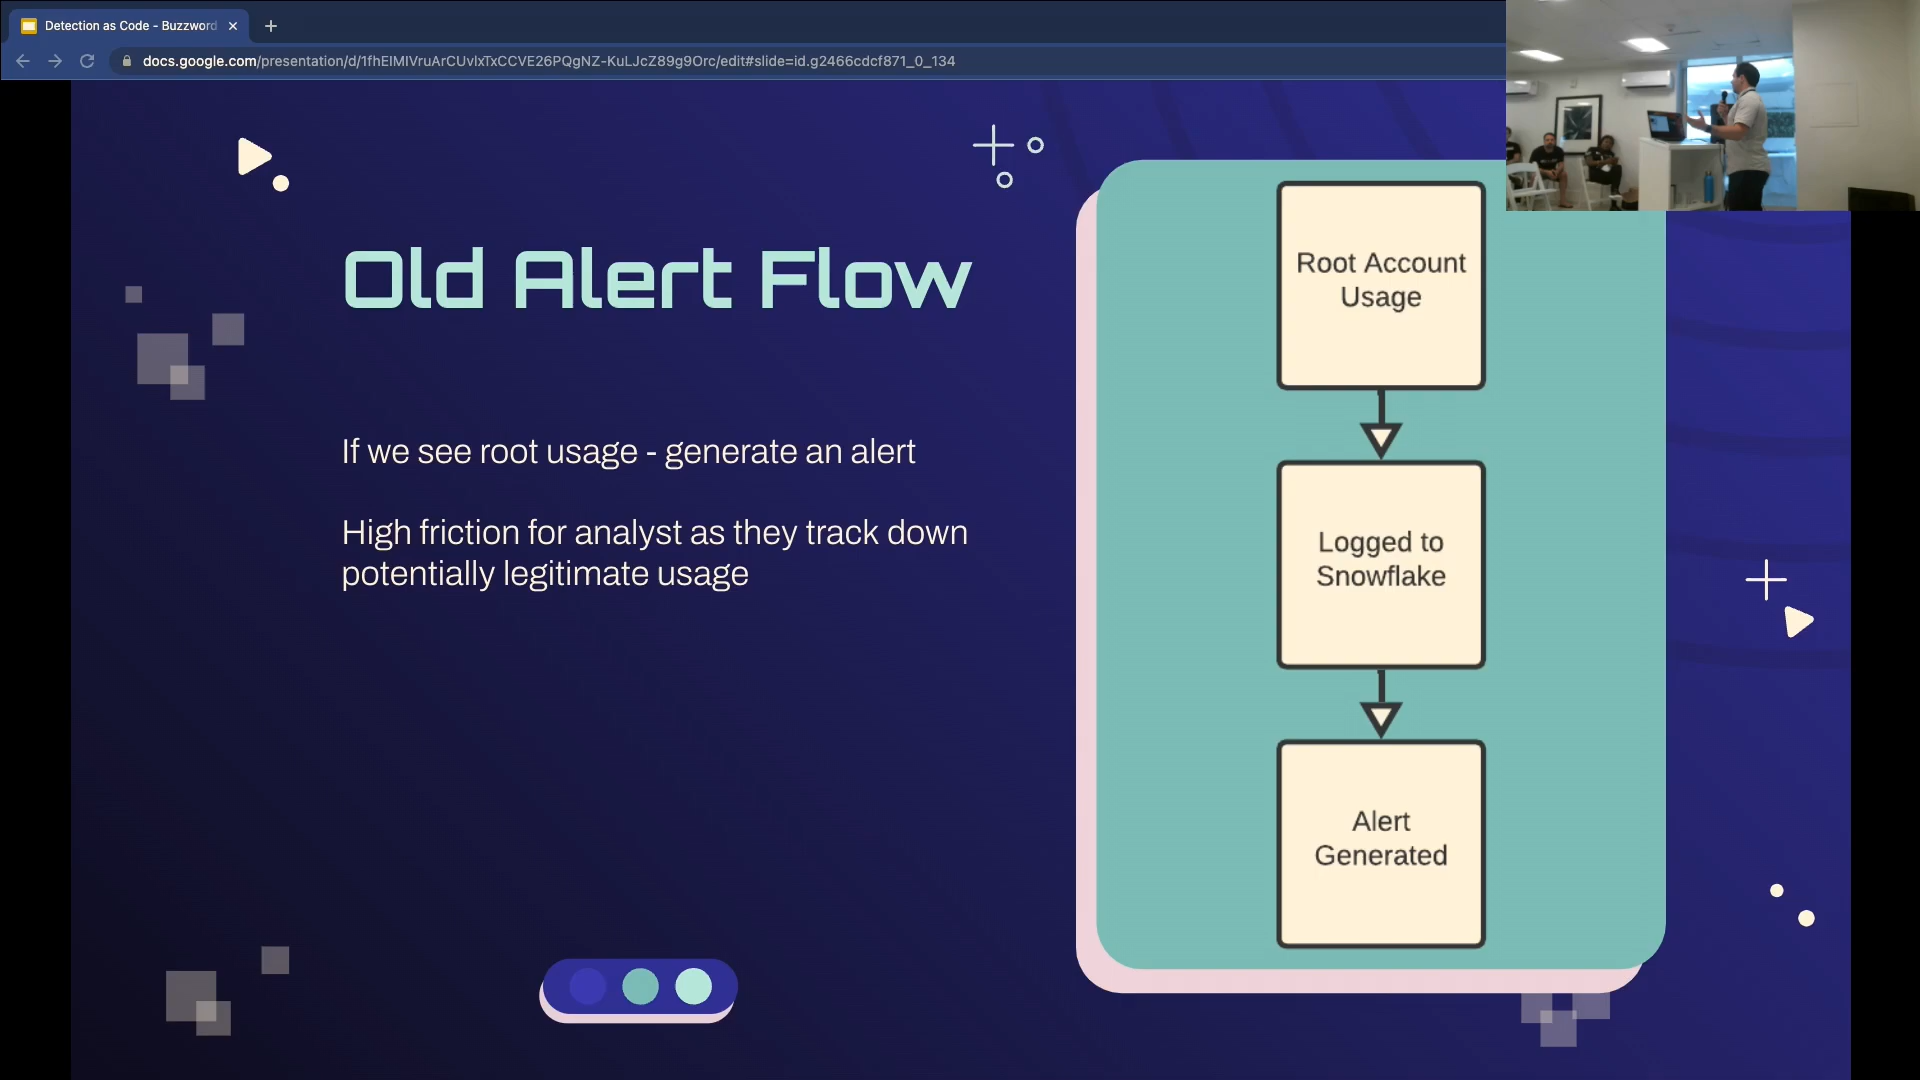 Detection as Code - Buzzword
docs.google.com/presentation/d/1fhEIMIVruArCUvlxTxCCVE26PQgNZ-KuLJcZ89g9Orc/edit#slide=id.g2466cdcf871_0_134
Old Alert Flow
If we see root usage - generate an alert
High friction for analyst as they track down
potentially legitimate usage
Root Account
Usage
Logged to
Snowflake
Alert
Generated